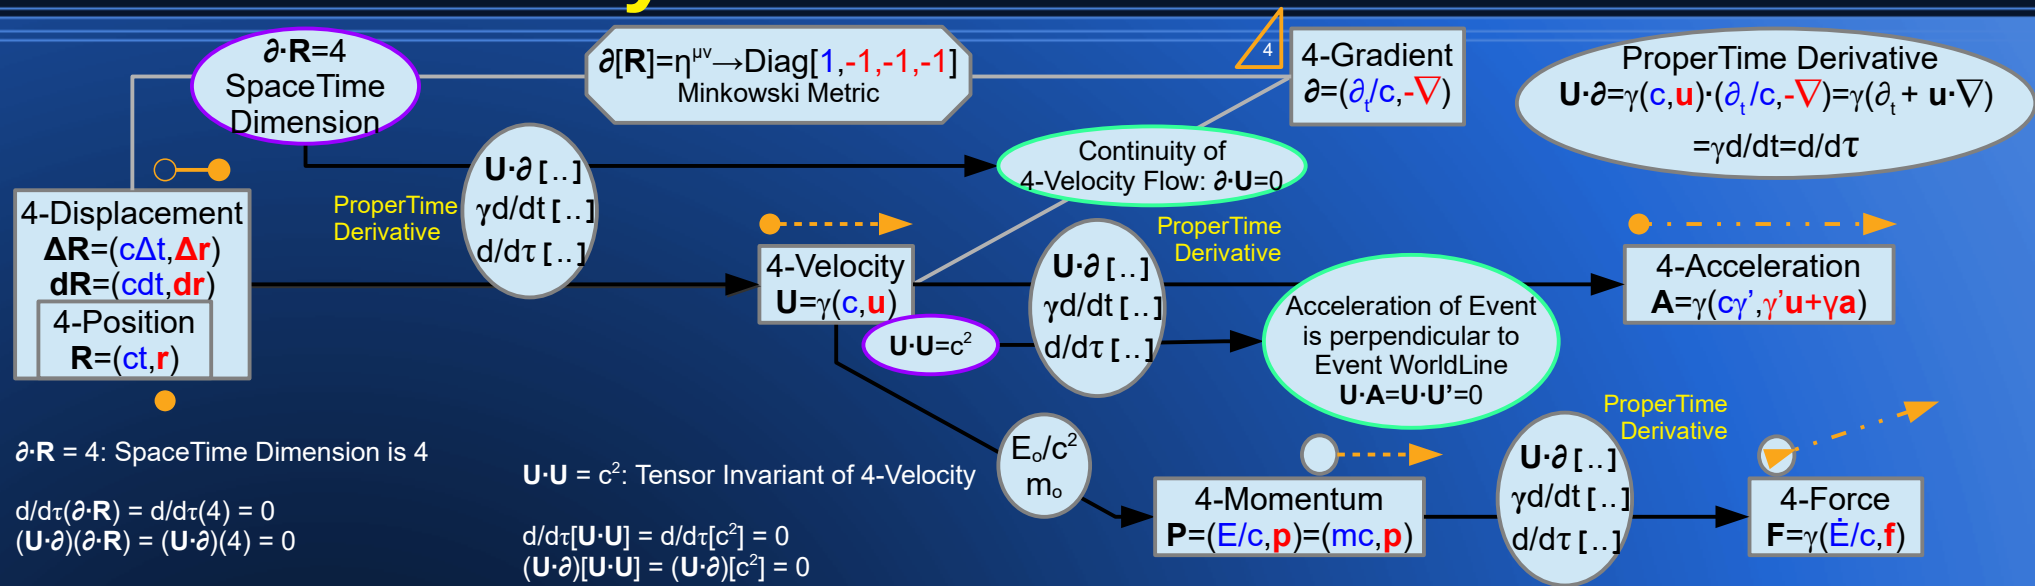 ∂·R=4
SpaceTime
Dimension
∂[R]=η^μν→Diag[1,-1,-1,-1]
Minkowski Metric
4
4-Gradient
∂=(∂ₜ/c,-∇)
ProperTime Derivative
U·∂=γ(c,u)·(∂ₜ/c,-∇)=γ(∂ₜ + u·∇)
=γd/dt=d/dτ
4-Displacement
ΔR=(cΔt,Δr)
dR=(cdt,dr)
4-Position
R=(ct,r)
ProperTime
Derivative
U·∂[..]
γd/dt[..]
d/dτ[..]
Continuity of
4-Velocity Flow: ∂·U=0
4-Velocity
U=γ(c,u)
U·U=c²
ProperTime
Derivative
U·∂[..]
γd/dt[..]
d/dτ[..]
Acceleration of Event
is perpendicular to
Event WorldLine
U·A=U·U'=0
4-Acceleration
A=γ(cγ',γ'u+γa)
Eₒ/c²
mₒ
4-Momentum
P=(E/c,p)=(mc,p)
ProperTime
Derivative
U·∂[..]
γd/dt[..]
d/dτ[..]
4-Force
F=γ(Ė/c,f)
∂·R = 4: SpaceTime Dimension is 4
d/dτ(∂·R) = d/dτ(4) = 0
(U·∂)(∂·R) = (U·∂)(4) = 0
U·U = c²: Tensor Invariant of 4-Velocity
d/dτ[U·U] = d/dτ[c²] = 0
(U·∂)[U·U] = (U·∂)[c²] = 0